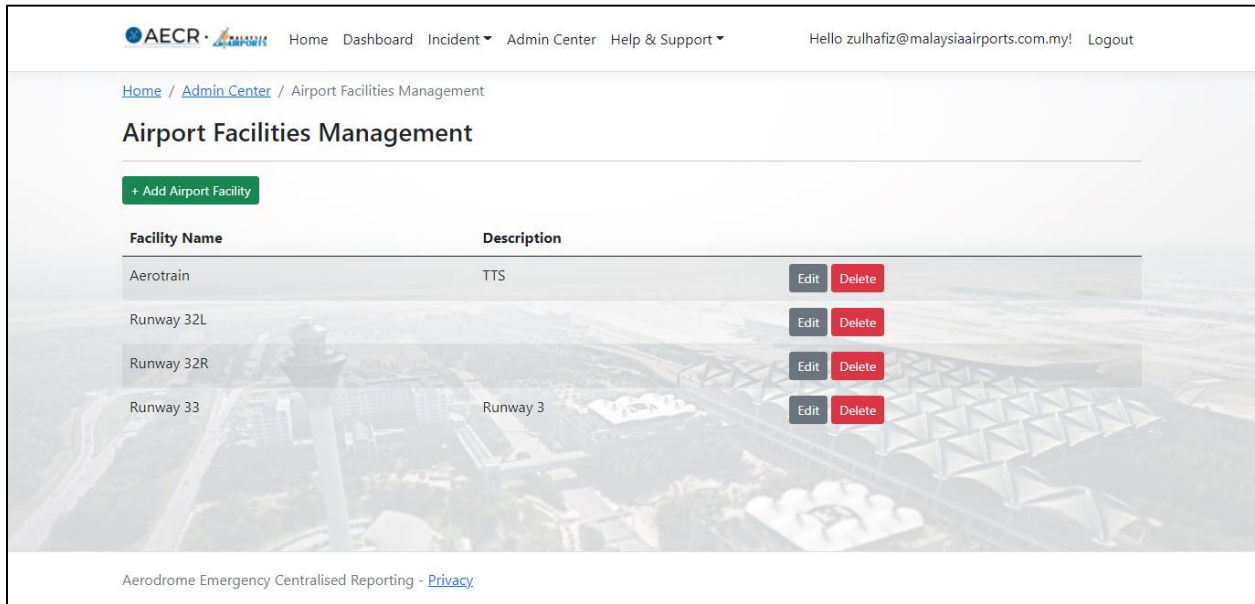 AECR · MALAYSIA AIRPORTS Home Dashboard Incident Admin Center Help & Support Hello zulhafiz@malaysiaairports.com.my! Logout
Home / Admin Center / Airport Facilities Management
Airport Facilities Management
+ Add Airport Facility
Facility Name Description
Aerotrain TTS Edit Delete
Runway 32L Edit Delete
Runway 32R Edit Delete
Runway 33 Runway 3 Edit Delete
Aerodrome Emergency Centralised Reporting - Privacy